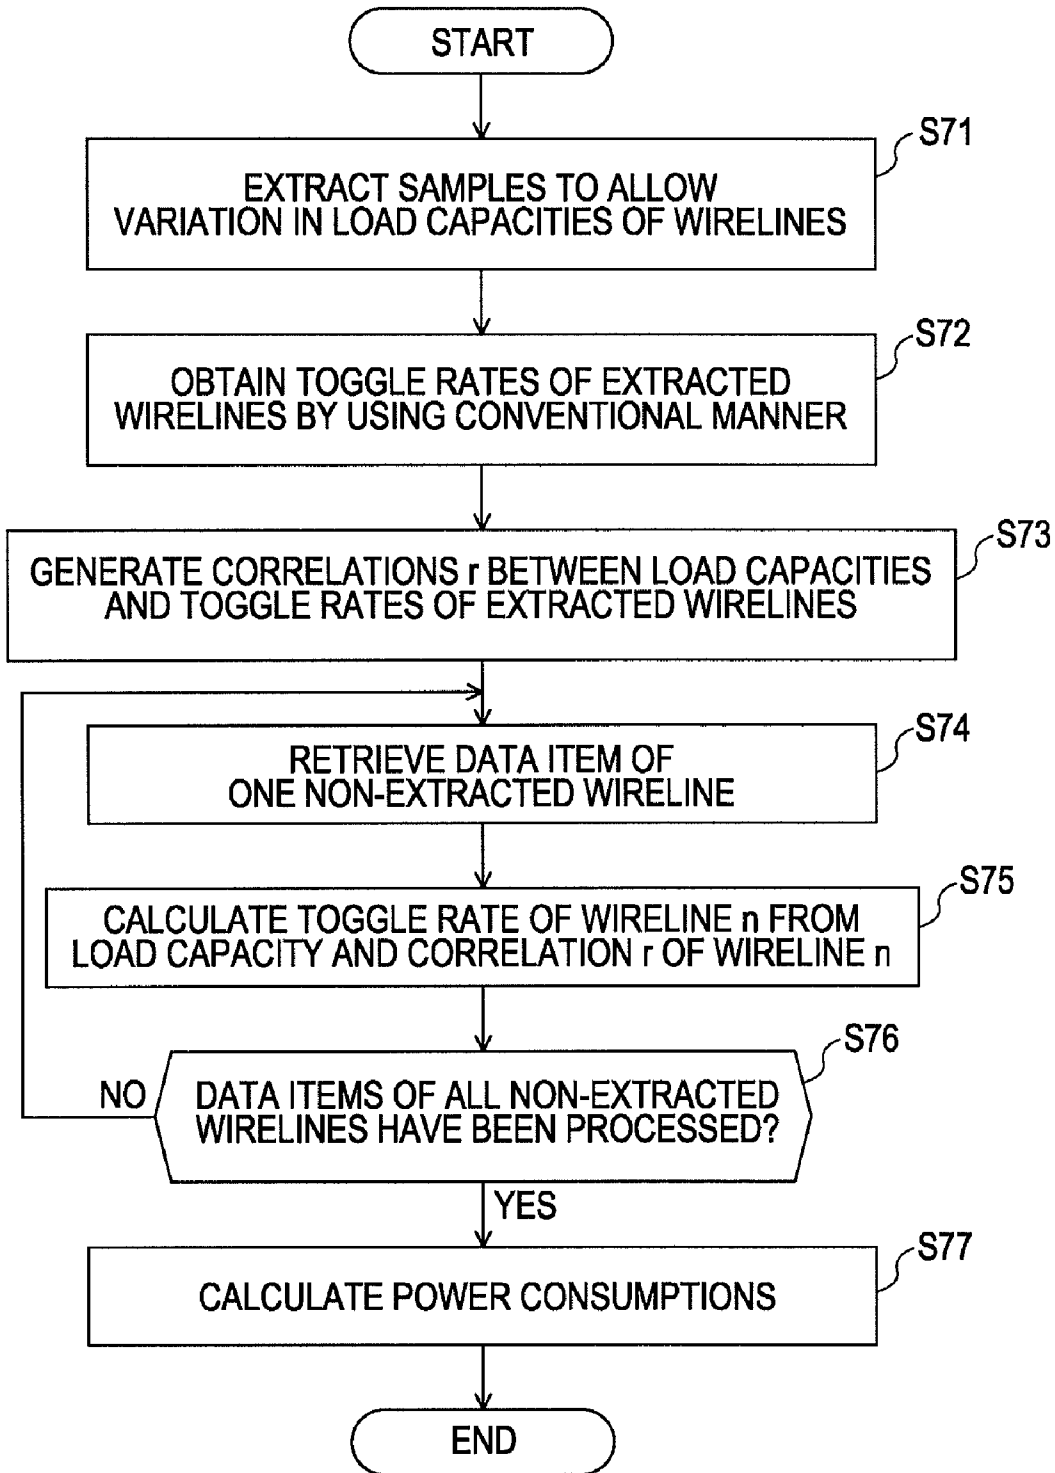 START
S71
EXTRACT SAMPLES TO ALLOW
VARIATION IN LOAD CAPACITIES OF WIRELINES
S72
OBTAIN TOGGLE RATES OF EXTRACTED
WIRELINES BY USING CONVENTIONAL MANNER
S73
GENERATE CORRELATIONS r BETWEEN LOAD CAPACITIES
AND TOGGLE RATES OF EXTRACTED WIRELINES
S74
RETRIEVE DATA ITEM OF
ONE NON-EXTRACTED WIRELINE
S75
CALCULATE TOGGLE RATE OF WIRELINE n FROM
LOAD CAPACITY AND CORRELATION r OF WIRELINE n
S76
NO
DATA ITEMS OF ALL NON-EXTRACTED
WIRELINES HAVE BEEN PROCESSED?
YES
S77
CALCULATE POWER CONSUMPTIONS
END